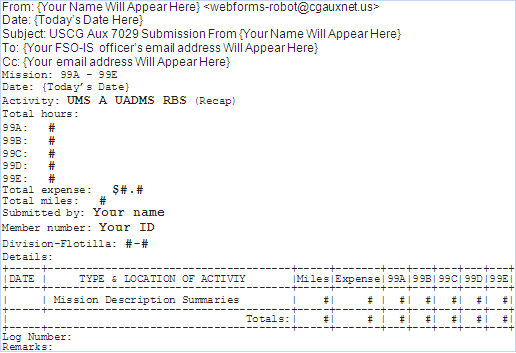 From: {Your Name Will Appear Here} <webforms-robot@cgauxnet.us>
Date: {Today's Date Here}
Subject: USCG Aux 7029 Submission From {Your Name Will Appear Here}
To: {Your FSO-IS officer's email address Will Appear Here}
Cc: {Your email address Will Appear Here}
Mission: 99A - 99E
Date: {Today's Date}
Activity: UMS A UADMS RBS (Recap)
Total hours:
99A: #
99B: #
99C: #
99D: #
99E: #
Total expense: $#.#
Total miles: #
Submitted by: Your name
Member number: Your ID
Division-Flotilla: #-#
Details:
+-----+---------------------------------------+-----+-------+---+---+---+---+---+
|DATE | TYPE & LOCATION OF ACTIVIY |Miles|Expense|99A|99B|99C|99D|99E|
+-----+---------------------------------------+-----+-------+---+---+---+---+---+
| | Mission Description Summaries | #| # | #| #| #| #| #|
+-----+---------------------------------------+-----+-------+---+---+---+---+---+
| Totals:| #| # | #| #| #| #| #|
+-----+---------------------------------------+-----+-------+---+---+---+---+---+
Log Number:
Remarks: